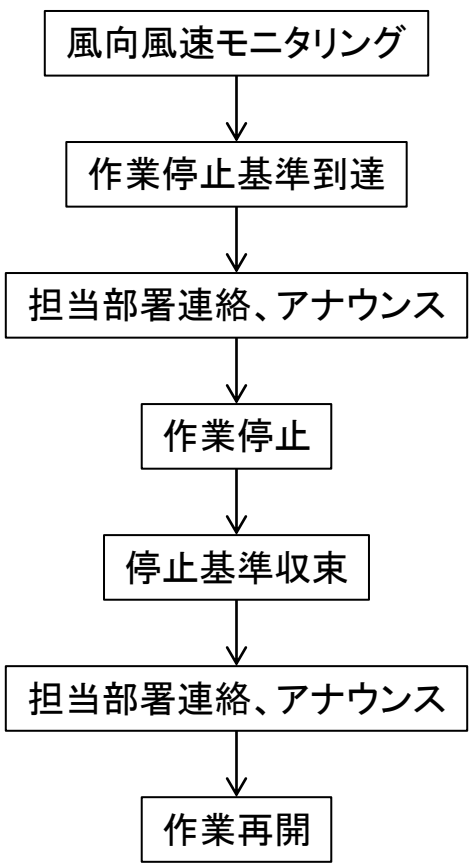 風向風速モニタリング
作業停止基準到達
担当部署連絡、アナウンス
作業停止
停止基準収束
担当部署連絡、アナウンス
作業再開